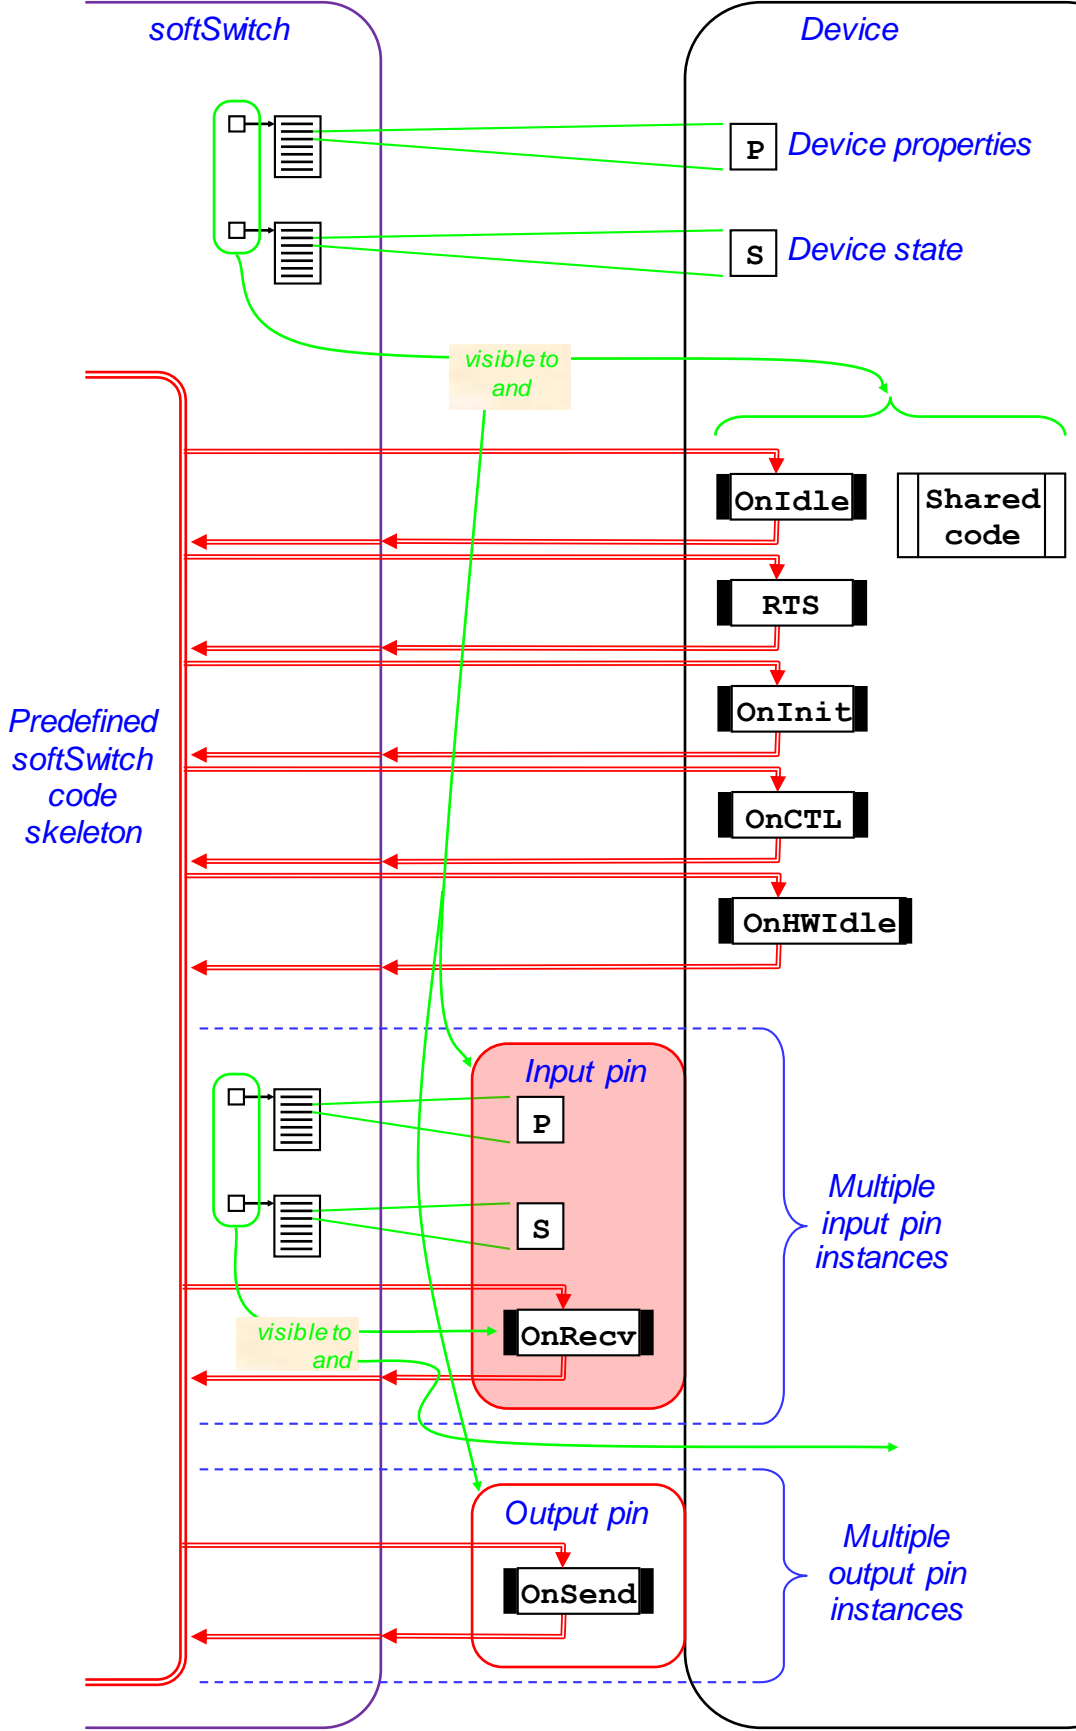 softSwitch
Device
P
Device properties
S
Device state
visible to
and
OnIdle
Shared
code
RTS
OnInit
Predefined
softSwitch
code
skeleton
OnCTL
OnHWIdle
Input pin
P
S
Multiple
input pin
instances
OnRecv
visible to
and
Output pin
OnSend
Multiple
output pin
instances